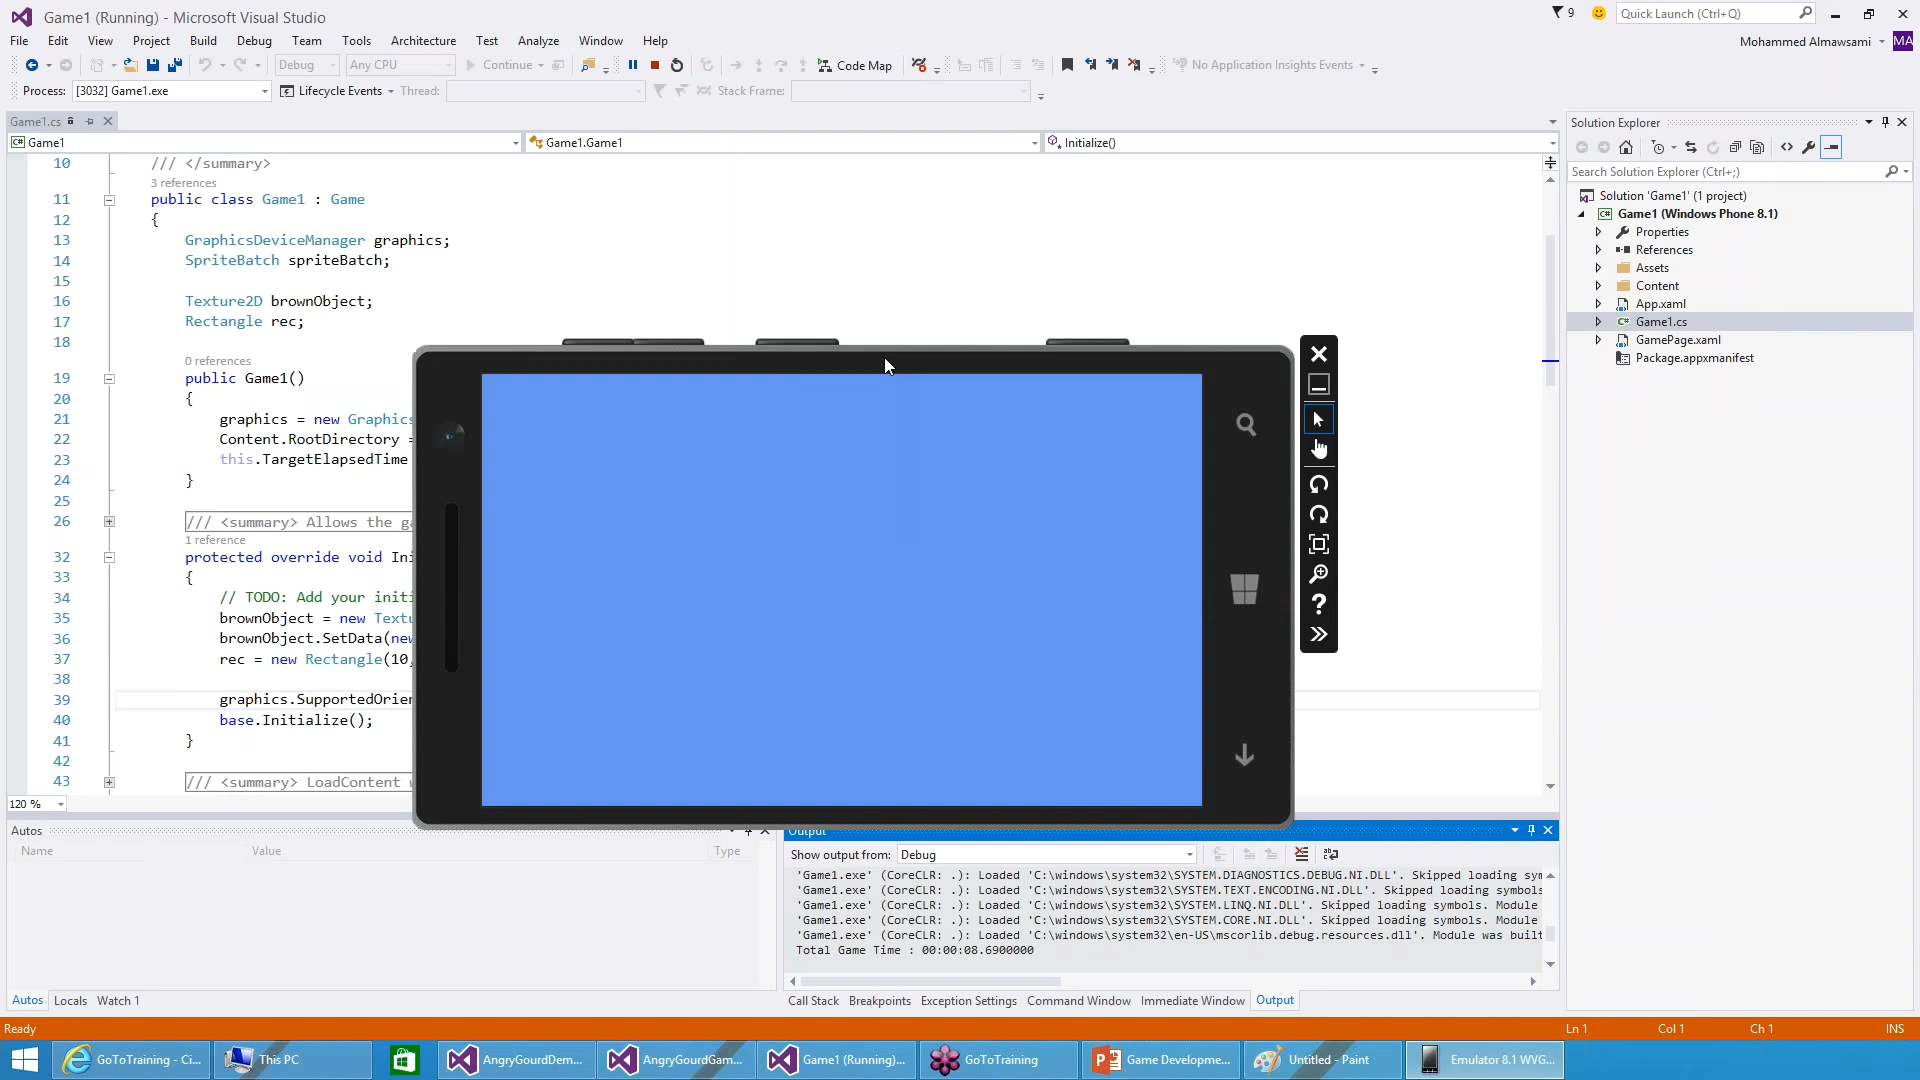 Game1 (Running) - Microsoft Visual Studio
9
Quick Launch (Ctrl+Q)
File Edit View Project Build Debug Team Tools Architecture Test Analyze Window Help
Mohammed Almawsami MA
Debug Any CPU Continue Code Map No Application Insights Events
Process: [3032] Game1.exe Lifecycle Events Thread: Stack Frame:
Game1.cs
Game1 Game1.Game1 Initialize()
10 /// </summary>
3 references
11 public class Game1 : Game
12 {
13 GraphicsDeviceManager graphics;
14 SpriteBatch spriteBatch;
15
16 Texture2D brownObject;
17 Rectangle rec;
18
0 references
19 public Game1()
20 {
21 graphics = new Graphics
22 Content.RootDirectory =
23 this.TargetElapsedTime
24 }
25
26 /// <summary> Allows the ga
1 reference
32 protected override void Ini
33 {
34 // TODO: Add your initi
35 brownObject = new Textu
36 brownObject.SetData(new
37 rec = new Rectangle(10,
38
39 graphics.SupportedOrien
40 base.Initialize();
41 }
42
43 /// <summary> LoadContent w
120 %
Solution Explorer
Search Solution Explorer (Ctrl+;)
Solution 'Game1' (1 project)
Game1 (Windows Phone 8.1)
Properties
References
Assets
Content
App.xaml
Game1.cs
GamePage.xaml
Package.appxmanifest
Autos
Name Value Type
Autos Locals Watch 1
Output
Show output from: Debug
'Game1.exe' (CoreCLR: .): Loaded 'C:\windows\system32\SYSTEM.DIAGNOSTICS.DEBUG.NI.DLL'. Skipped loading sym
'Game1.exe' (CoreCLR: .): Loaded 'C:\windows\system32\SYSTEM.TEXT.ENCODING.NI.DLL'. Skipped loading symbols
'Game1.exe' (CoreCLR: .): Loaded 'C:\windows\system32\SYSTEM.LINQ.NI.DLL'. Skipped loading symbols. Module
'Game1.exe' (CoreCLR: .): Loaded 'C:\windows\system32\SYSTEM.CORE.NI.DLL'. Skipped loading symbols. Module
'Game1.exe' (CoreCLR: .): Loaded 'C:\windows\system32\en-US\mscorlib.debug.resources.dll'. Module was built
Total Game Time : 00:00:08.6900000
Call Stack Breakpoints Exception Settings Command Window Immediate Window Output
Ready Ln 1 Col 1 Ch 1 INS
GoToTraining - Ci... This PC AngryGourdDem... AngryGourdGam... Game1 (Running)... GoToTraining Game Developme... Untitled - Paint Emulator 8.1 WVG...